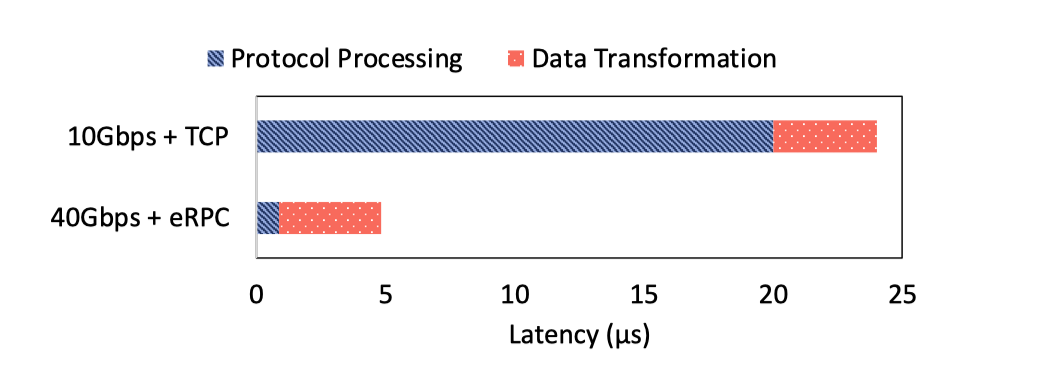 Protocol Processing Data Transformation
10Gbps + TCP
40Gbps + eRPC
0 5 10 15 20 25
Latency (µs)